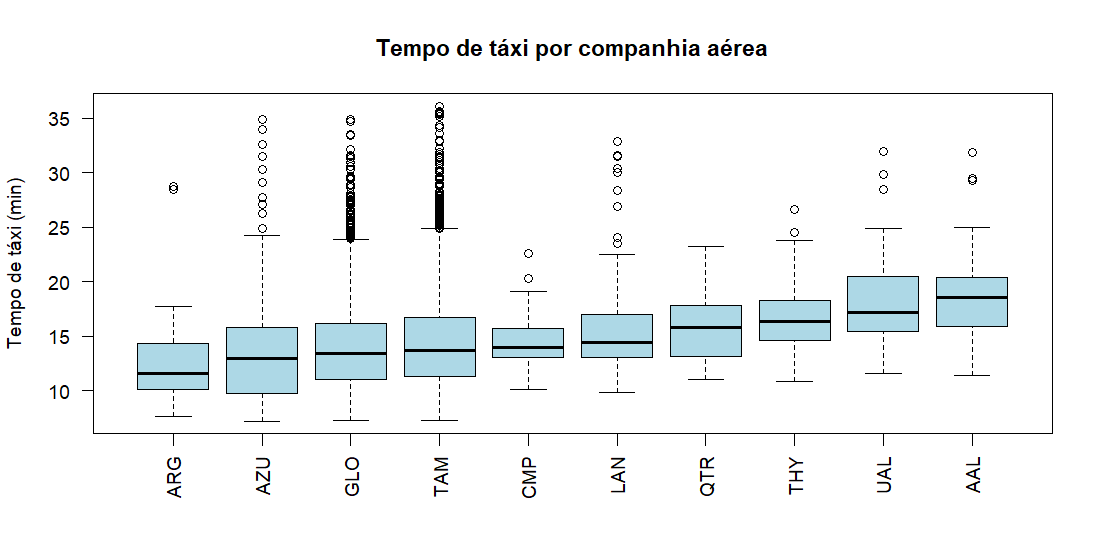 Tempo de táxi por companhia aérea
Tempo de táxi (min)
35
30
25
20
15
10
ARG
AZU
GLO
TAM
CMP
LAN
QTR
THY
UAL
AAL